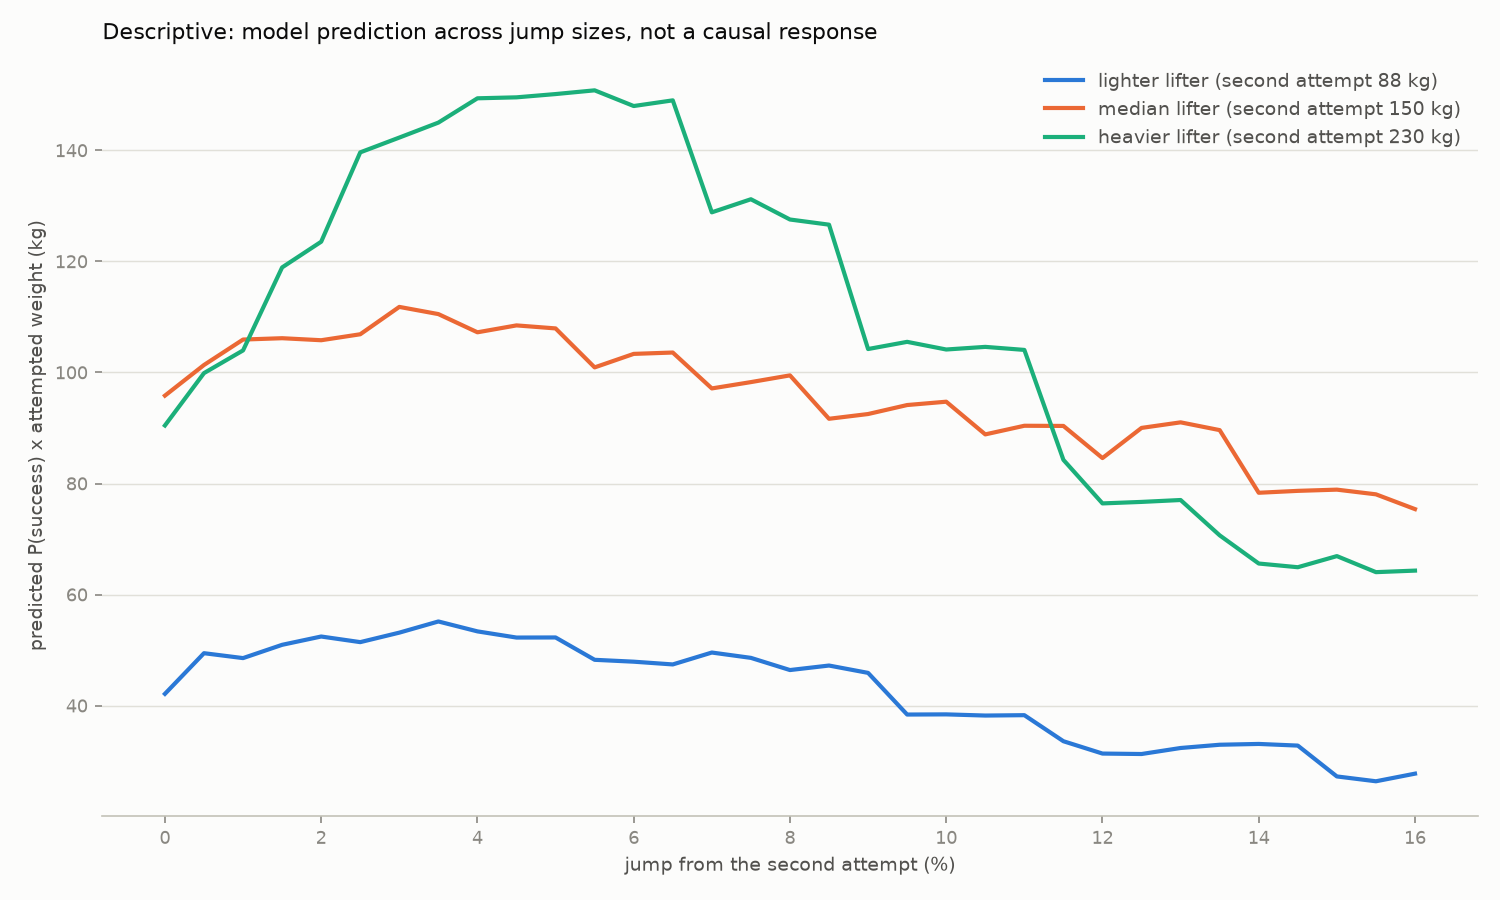 Descriptive: model prediction across jump sizes, not a causal response
lighter lifter (second attempt 88 kg)
median lifter (second attempt 150 kg)
heavier lifter (second attempt 230 kg)
predicted P(success) x attempted weight (kg)
140
120
100
80
60
40
0 2 4 6 8 10 12 14 16
jump from the second attempt (%)